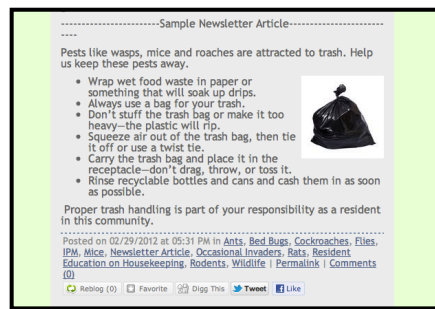 -----------------------Sample Newsletter Article----------------------
----
Pests like wasps, mice and roaches are attracted to trash. Help
us keep these pests away.
• Wrap wet food waste in paper or
something that will soak up drips.
• Always use a bag for your trash.
• Don't stuff the trash bag or make it too
heavy—the plastic will rip.
• Squeeze air out of the trash bag, then tie
it off or use a twist tie.
• Carry the trash bag and place it in the
receptacle—don't drag, throw, or toss it.
• Rinse recyclable bottles and cans and cash them in as soon
as possible.
Proper trash handling is part of your responsibility as a resident
in this community.
Posted on 02/29/2012 at 05:31 PM in Ants, Bed Bugs, Cockroaches, Flies,
IPM, Mice, Newsletter Article, Occasional Invaders, Rats, Resident
Education on Housekeeping, Rodents, Wildlife | Permalink | Comments
(0)
Reblog (0) Favorite Digg This Tweet Like